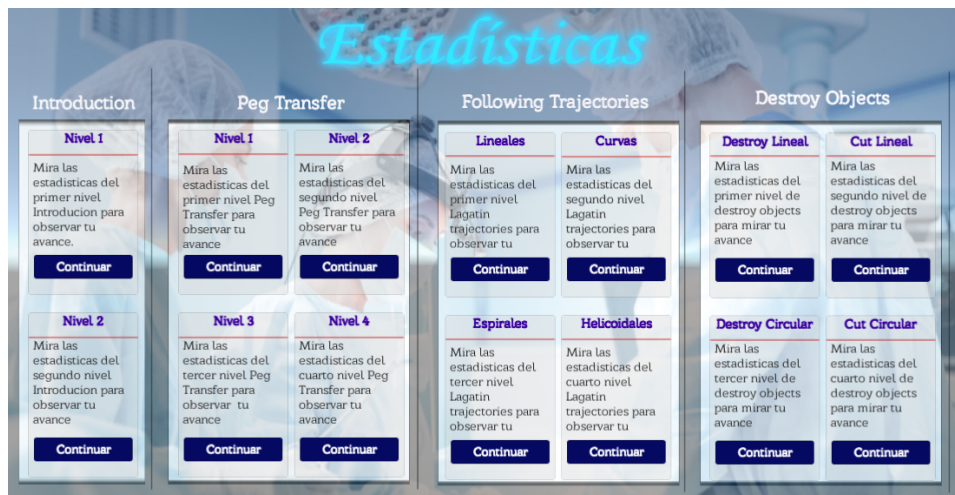 Estadísticas
Introduction
Nivel 1
Mira las
estadisticas del
primer nivel
Introducion para
observar tu
avance.
Continuar
Nivel 2
Mira las
estadisticas del
segundo nivel
Introducion para
observar tu
avance
Continuar
Peg Transfer
Nivel 1
Mira las
estadisticas del
primer nivel Peg
Transfer para
observar tu
avance
Continuar
Nivel 2
Mira las
estadisticas del
segundo nivel
Peg Transfer para
observar tu
avance
Continuar
Nivel 3
Mira las
estadisticas del
tercer nivel Peg
Transfer para
observar tu
avance
Continuar
Nivel 4
Mira las
estadisticas del
cuarto nivel Peg
Transfer para
observar tu
avance
Continuar
Following Trajectories
Lineales
Mira las
estadisticas del
primer nivel
Lagatin
trajectories para
observar tu
Continuar
Curvas
Mira las
estadisticas del
segundo nivel
Lagatin
trajectories para
observar tu
Continuar
Espirales
Mira las
estadisticas del
tercer nivel
Lagatin
trajectories para
observar tu
Continuar
Helicoidales
Mira las
estadisticas del
cuarto nivel
Lagatin
trajectories para
observar tu
Continuar
Destroy Objects
Destroy Lineal
Mira las
estadisticas del
primer nivel de
destroy objects
para mirar tu
avance
Continuar
Cut Lineal
Mira las
estadisticas del
segundo nivel de
destroy objects
para mirar tu
avance
Continuar
Destroy Circular
Mira las
estadisticas del
tercer nivel de
destroy objects
para mirar tu
avance
Continuar
Cut Circular
Mira las
estadisticas del
cuarto nivel de
destroy objects
para mirar tu
avance
Continuar